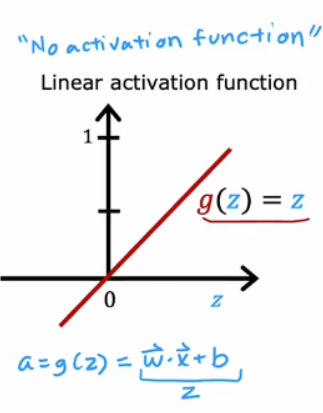 "No activation function"
Linear activation function
1
g(z) = z
0
z
a=g(z) = w⃗·x⃗+b
z